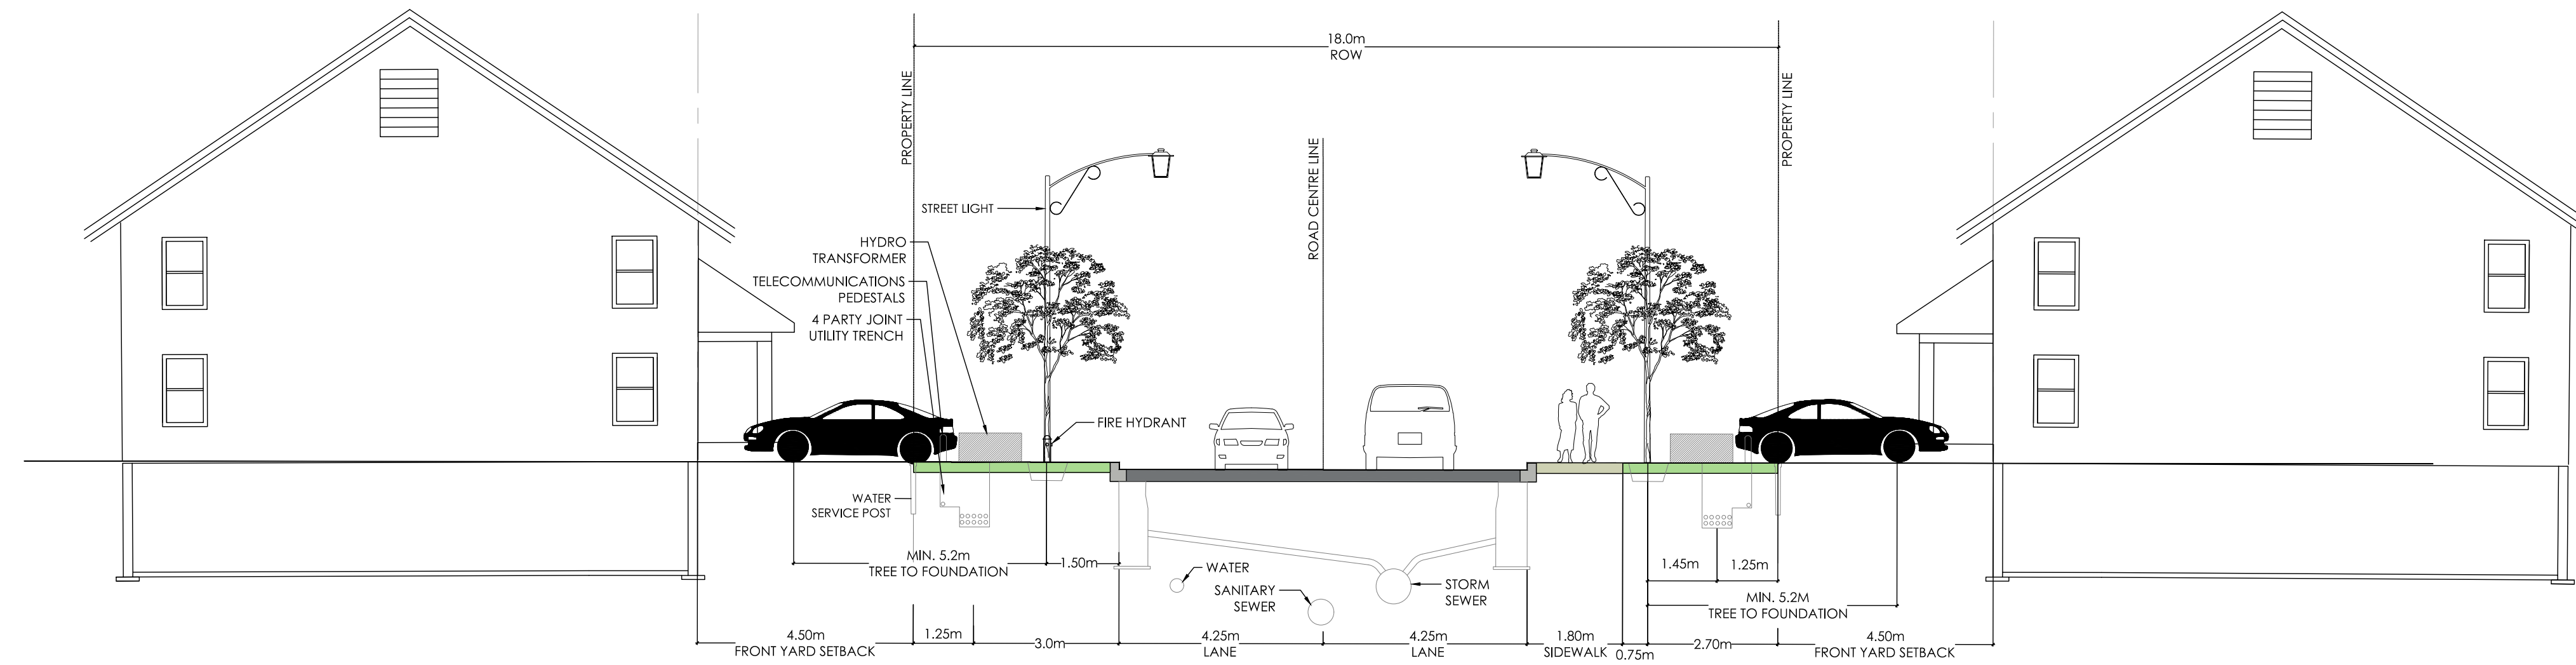 18.0m
ROW
PROPERTY LINE
ROAD CENTRE LINE
PROPERTY LINE
STREET LIGHT
HYDRO
TRANSFORMER
TELECOMMUNICATIONS
PEDESTALS
4 PARTY JOINT
UTILITY TRENCH
FIRE HYDRANT
WATER
SERVICE POST
MIN. 5.2m
TREE TO FOUNDATION
1.50m
WATER
SANITARY
SEWER
STORM
SEWER
1.45m
1.25m
MIN. 5.2M
TREE TO FOUNDATION
4.50m
FRONT YARD SETBACK
1.25m
3.0m
4.25m
LANE
4.25m
LANE
1.80m
SIDEWALK
0.75m
2.70m
4.50m
FRONT YARD SETBACK